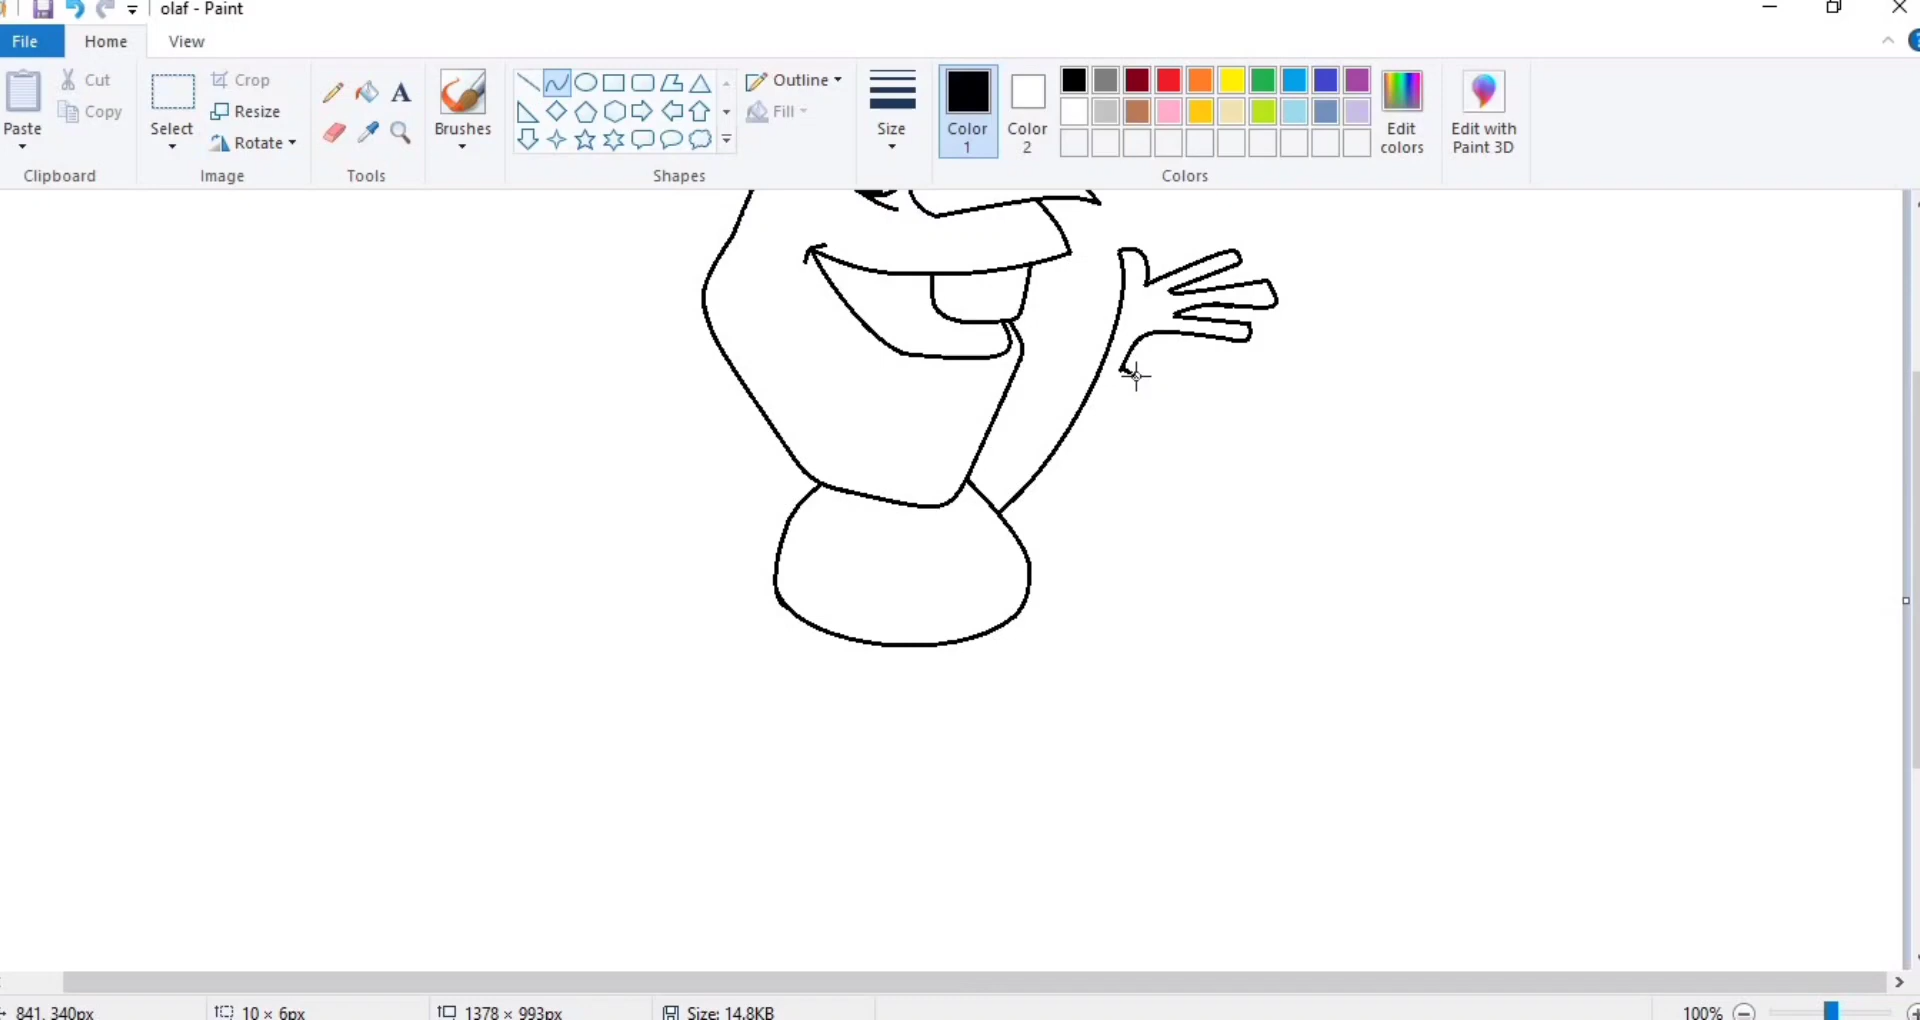 olaf - Paint
File Home View
Paste
Cut
Copy
Clipboard
Select
Crop
Resize
Rotate
Image
A
Tools
Brushes
Shapes
Outline
Fill
Size
Color 1
Color 2
Colors
Edit colors
Edit with Paint 3D
841, 340px 10 × 6px 1378 × 993px Size: 14.8KB 100%